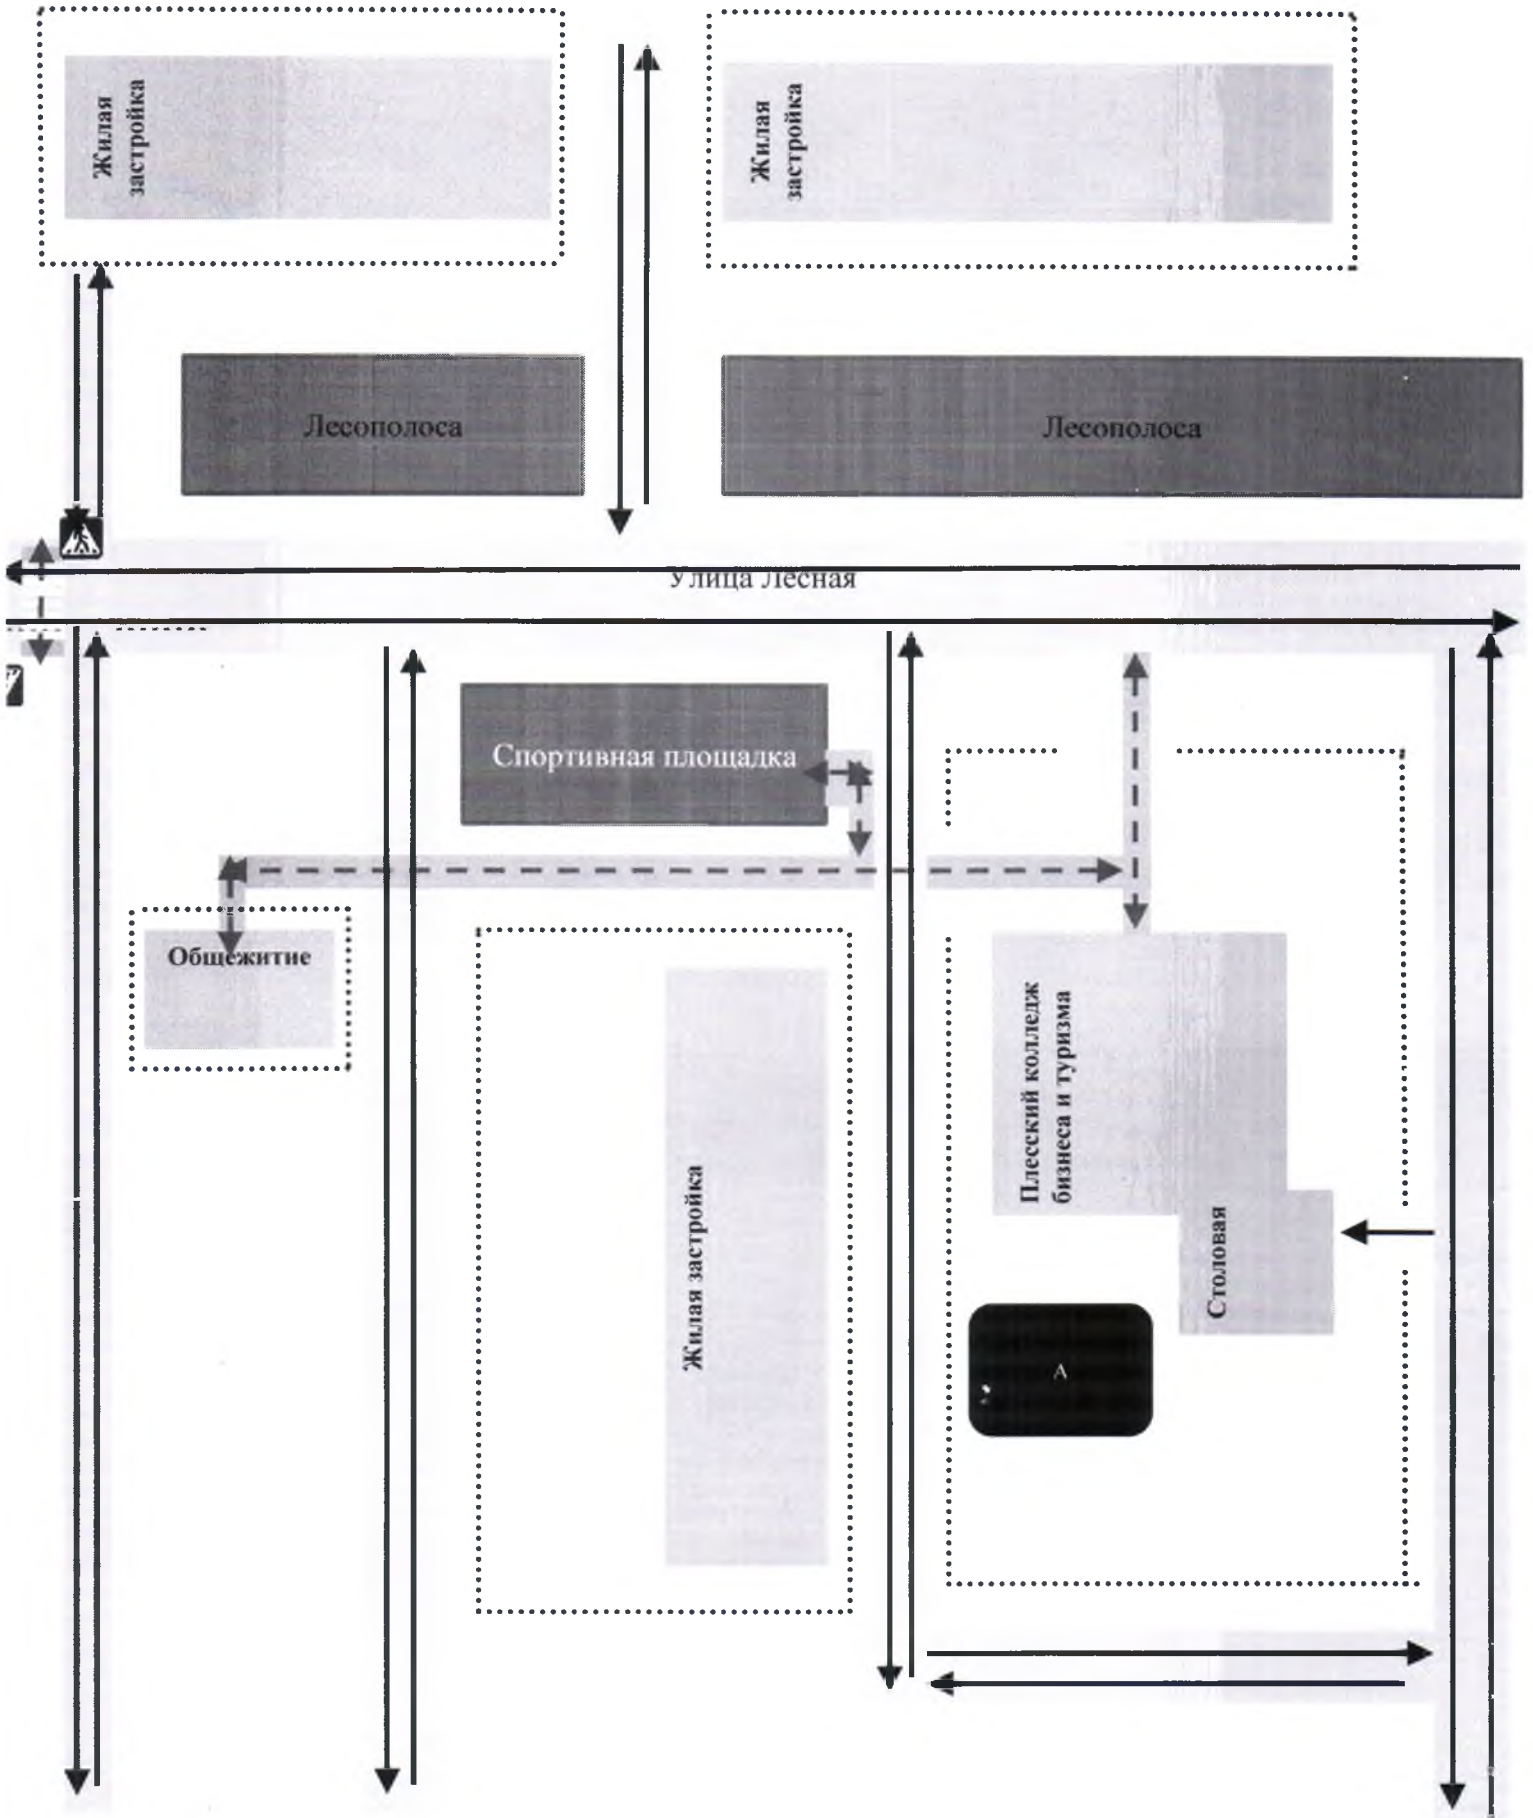 Жилая
застройка
Жилая
застройка
Лесополоса
Лесополоса
Улица Лесная
Спортивная площадка
Общежитие
Плесский колледж
бизнеса и туризма
Жилая застройка
Столовая
А